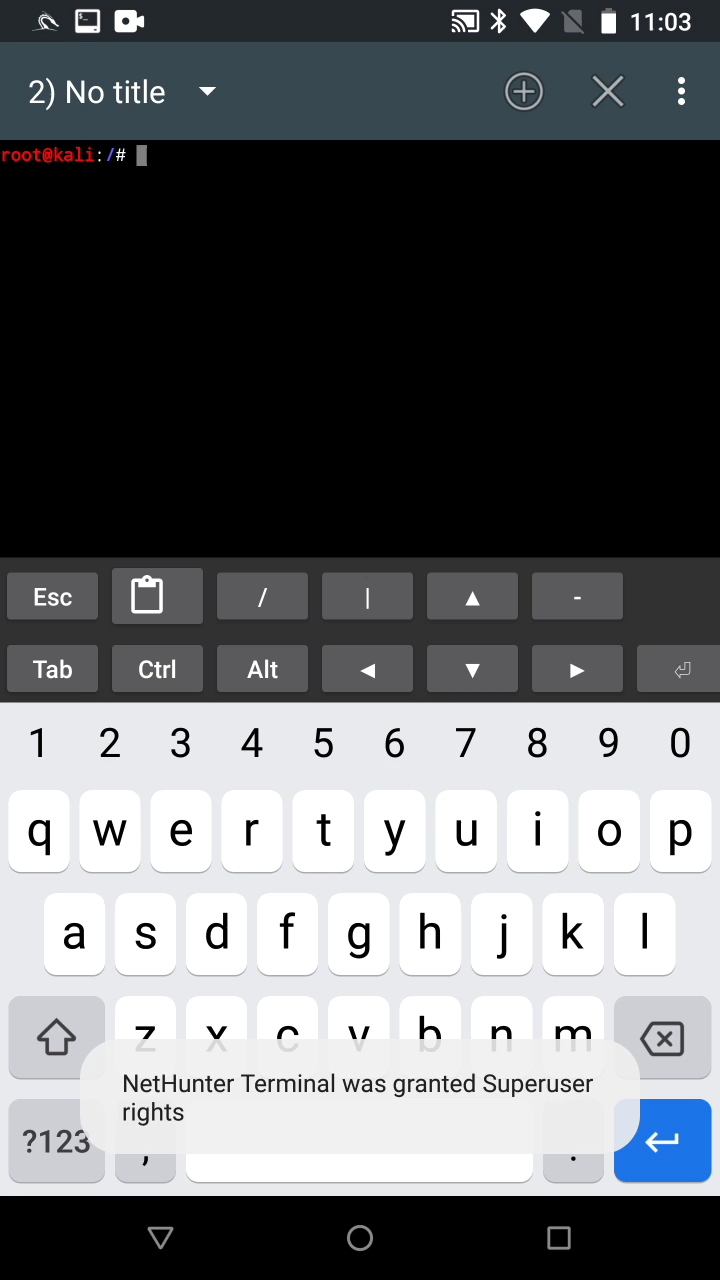 11:03
2) No title
root@kali:/#
Esc / | ▲ -
Tab Ctrl Alt ◀ ▼ ▶ ⏎
1 2 3 4 5 6 7 8 9 0
q w e r t y u i o p
a s d f g h j k l
z x c v b n m
NetHunter Terminal was granted Superuser
rights
?123 , .